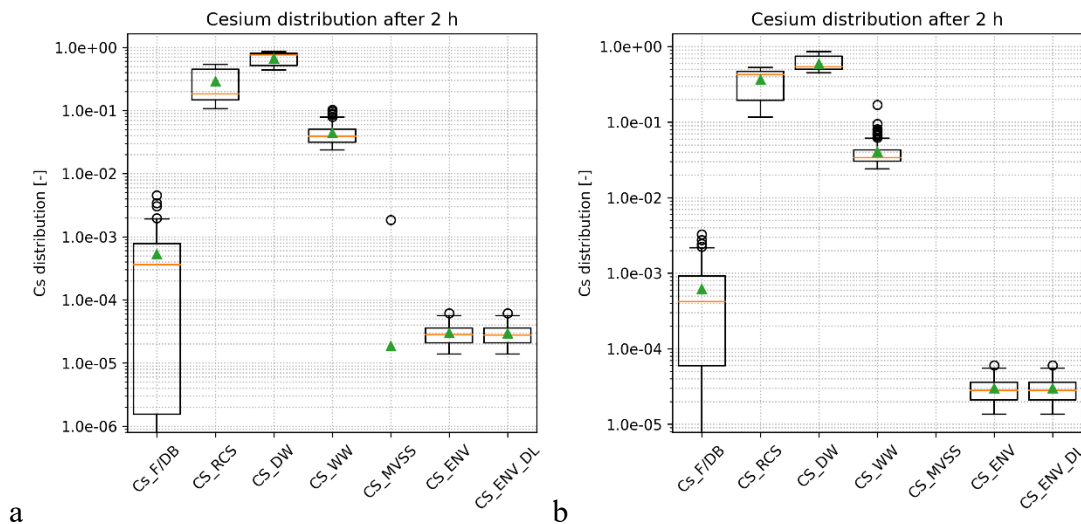 Cesium distribution after 2 h
1.0e+00
1.0e-01
1.0e-02
1.0e-03
1.0e-04
1.0e-05
1.0e-06
Cs distribution [-]
Cs_F/DB
CS_RCS
CS_DW
CS_WW
CS_MVSS
CS_ENV
CS_ENV_DL
a
Cesium distribution after 2 h
1.0e+00
1.0e-01
1.0e-02
1.0e-03
1.0e-04
1.0e-05
Cs distribution [-]
Cs_F/DB
CS_RCS
CS_DW
CS_WW
CS_MVSS
CS_ENV
CS_ENV_DL
b